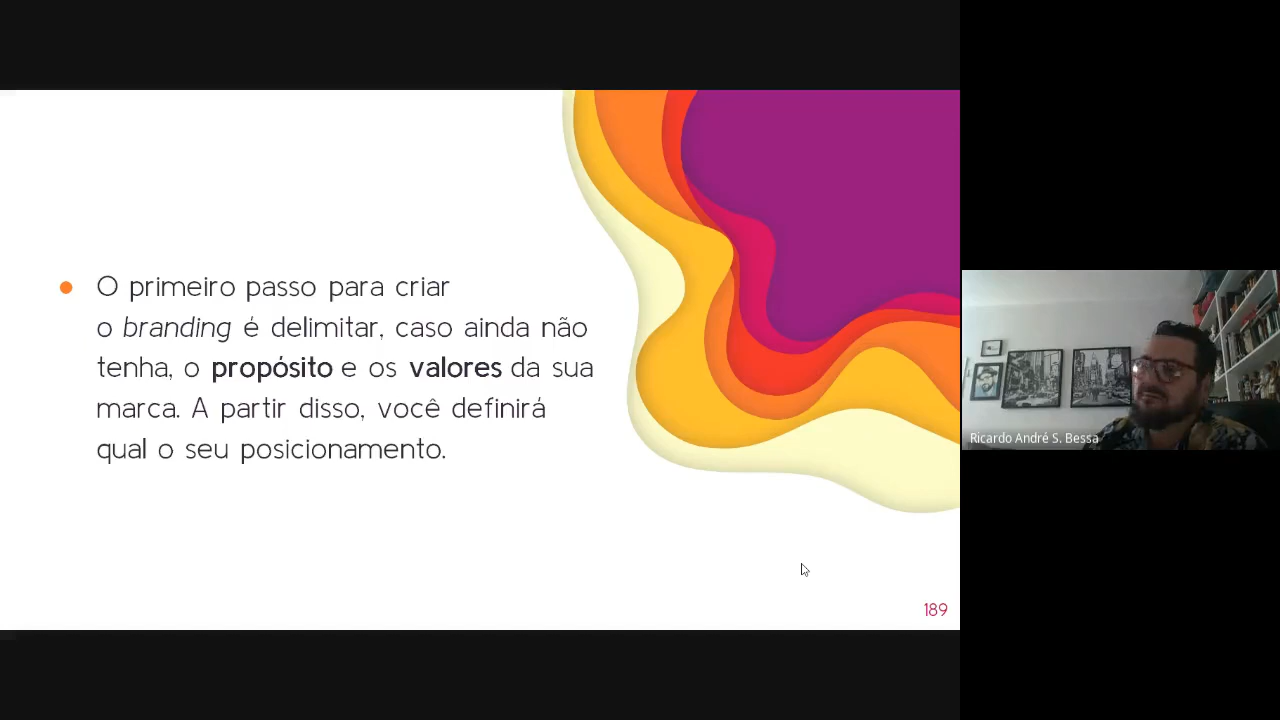 O primeiro passo para criar
o branding é delimitar, caso ainda não
tenha, o propósito e os valores da sua
marca. A partir disso, você definirá
qual o seu posicionamento.
189
Ricardo André S. Bessa